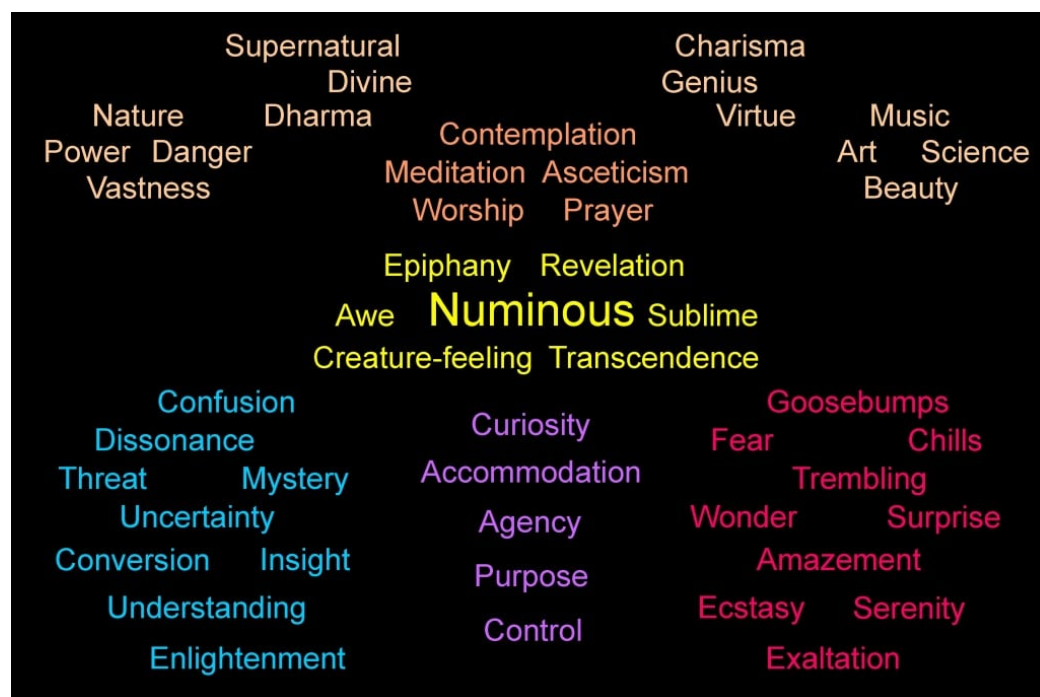 Supernatural Charisma
Divine Genius
Nature Dharma Virtue Music
Contemplation
Power Danger Art Science
Meditation Asceticism
Vastness Beauty
Worship Prayer
Epiphany Revelation
Awe Numinous Sublime
Creature-feeling Transcendence
Confusion
Dissonance
Threat Mystery
Uncertainty
Conversion Insight
Understanding
Enlightenment
Curiosity
Accommodation
Agency
Purpose
Control
Goosebumps
Fear Chills
Trembling
Wonder Surprise
Amazement
Ecstasy Serenity
Exaltation